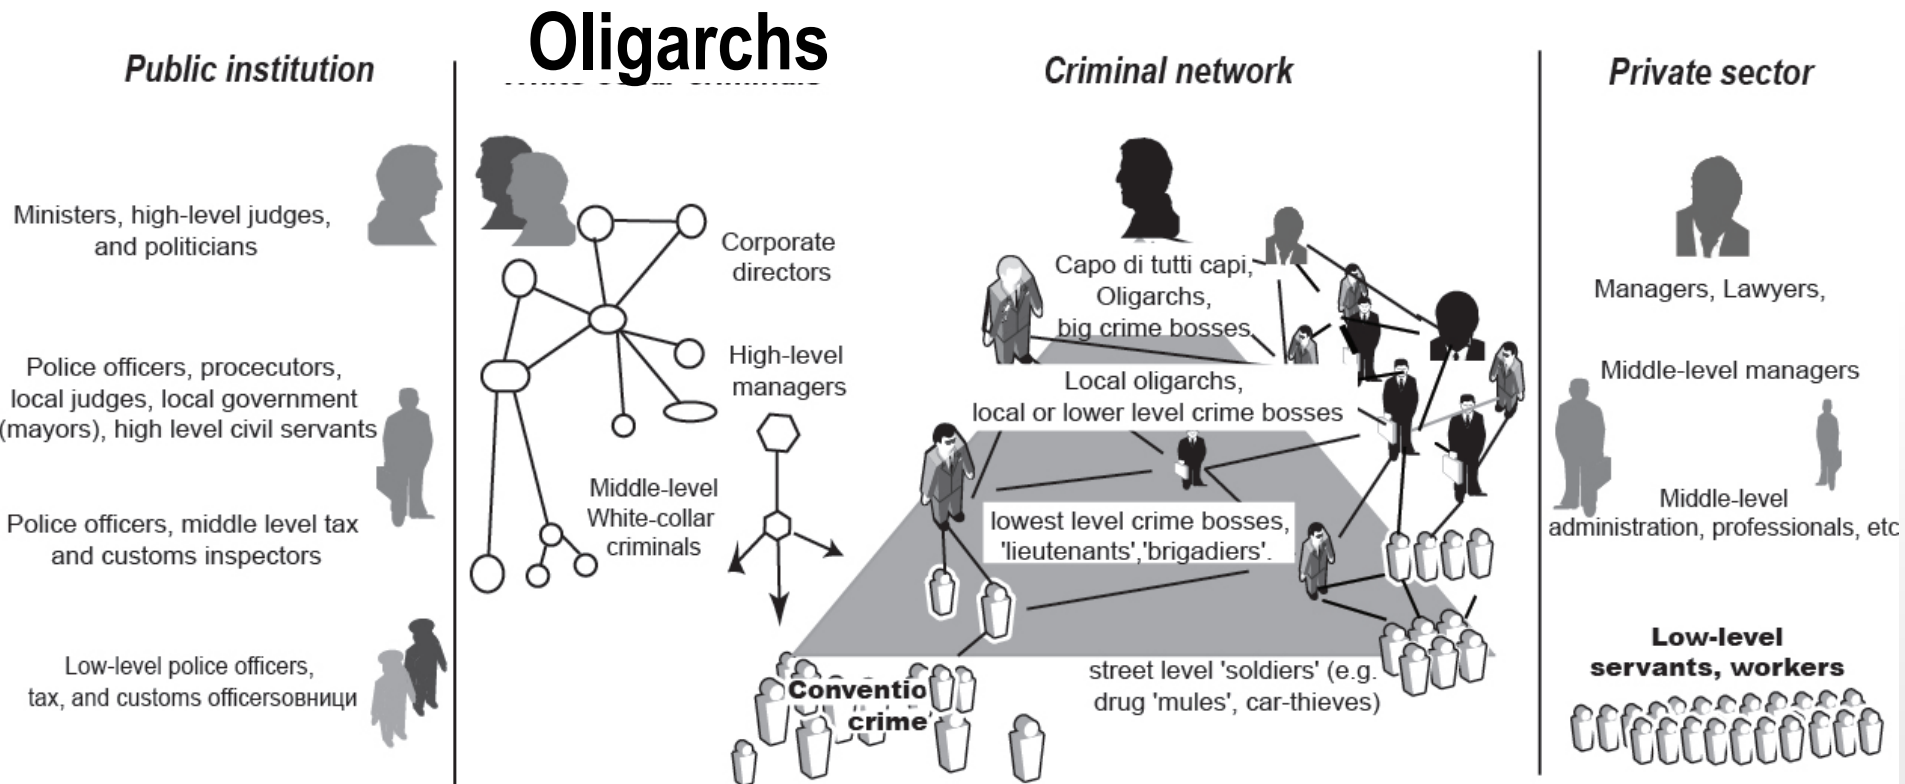 Public institution
Oligarchs
Criminal network
Private sector
Ministers, high-level judges,
and politicians
Police officers, procecutors,
local judges, local government
(mayors), high level civil servants
Police officers, middle level tax
and customs inspectors
Low-level police officers,
tax, and customs officersовници
Corporate
directors
High-level
managers
Middle-level
White-collar
criminals
Conventio
crime
Capo di tutti capi,
Oligarchs,
big crime bosses
Local oligarchs,
local or lower level crime bosses
lowest level crime bosses,
'lieutenants','brigadiers'.
street level 'soldiers' (e.g.
drug 'mules', car-thieves)
Managers, Lawyers,
Middle-level managers
Middle-level
administration, professionals, etc
Low-level
servants, workers